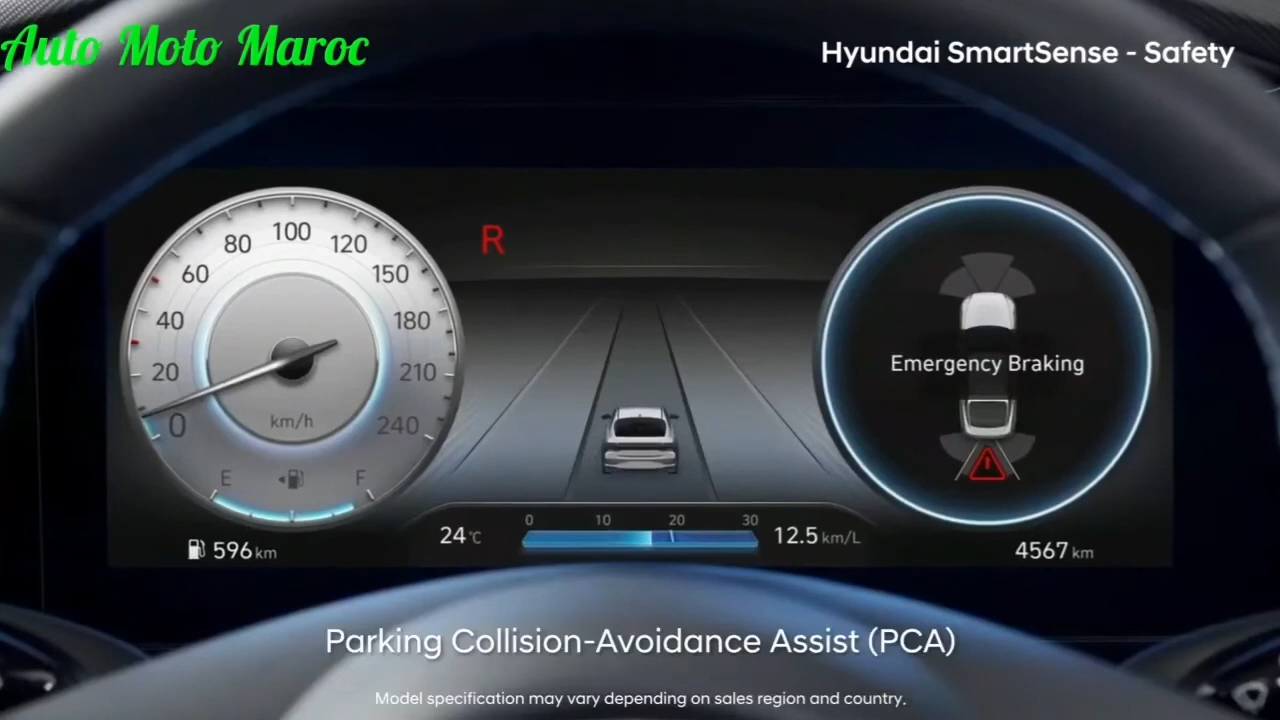 Auto Moto Maroc
Hyundai SmartSense - Safety
0
20
40
60
80
100
120
150
180
210
240
km/h
E
F
R
Emergency Braking
596 km
24 °C
0 10 20 30
12.5 km/L
4567 km
Parking Collision-Avoidance Assist (PCA)
Model specification may vary depending on sales region and country.